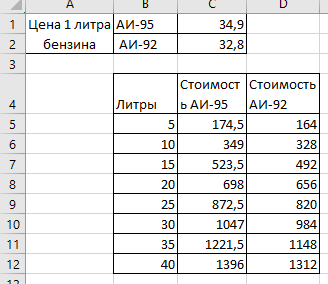 A B C D
1 Цена 1 литра АИ-95 34,9
2 бензина АИ-92 32,8
3
Стоимост Стоимость
4 Литры ь АИ-95 АИ-92
5 5 174,5 164
6 10 349 328
7 15 523,5 492
8 20 698 656
9 25 872,5 820
10 30 1047 984
11 35 1221,5 1148
12 40 1396 1312